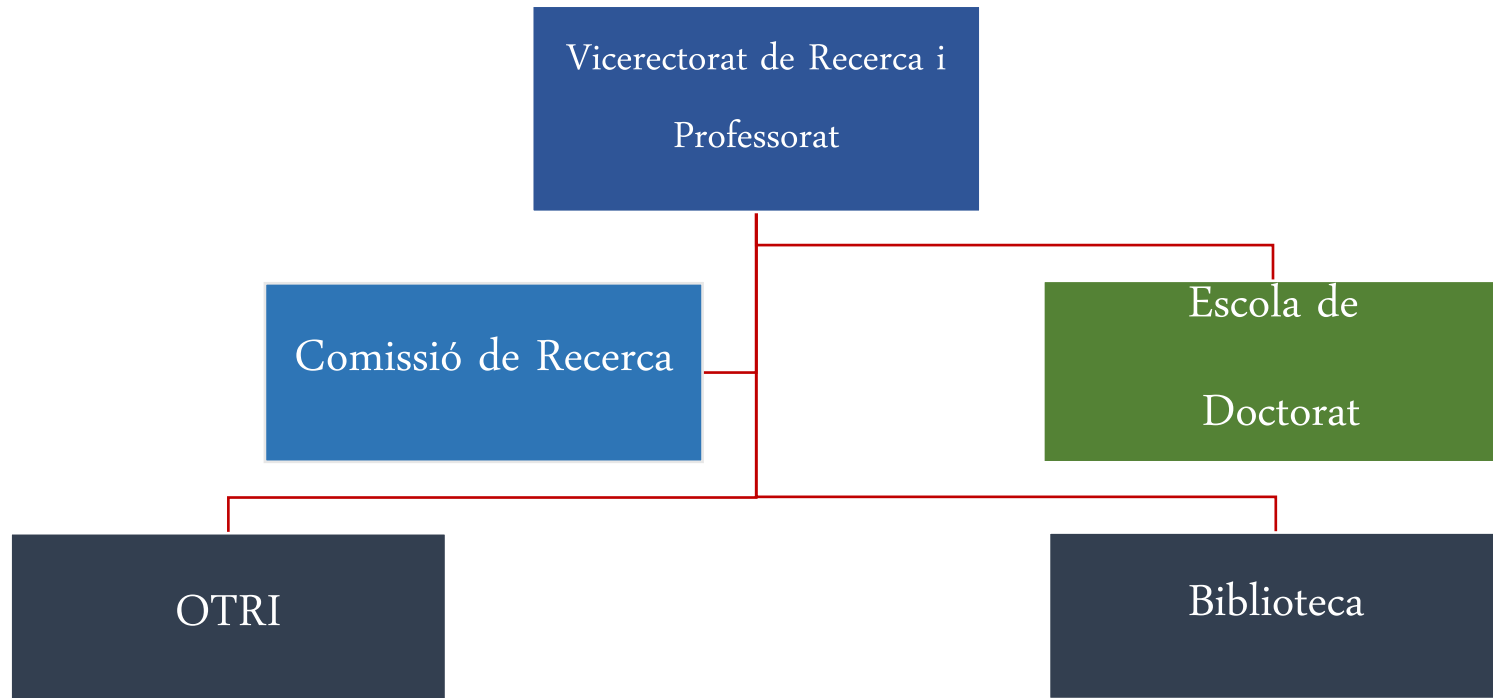 Vicerectorat de Recerca i
Professorat
Comissió de Recerca
Escola de
Doctorat
OTRI
Biblioteca